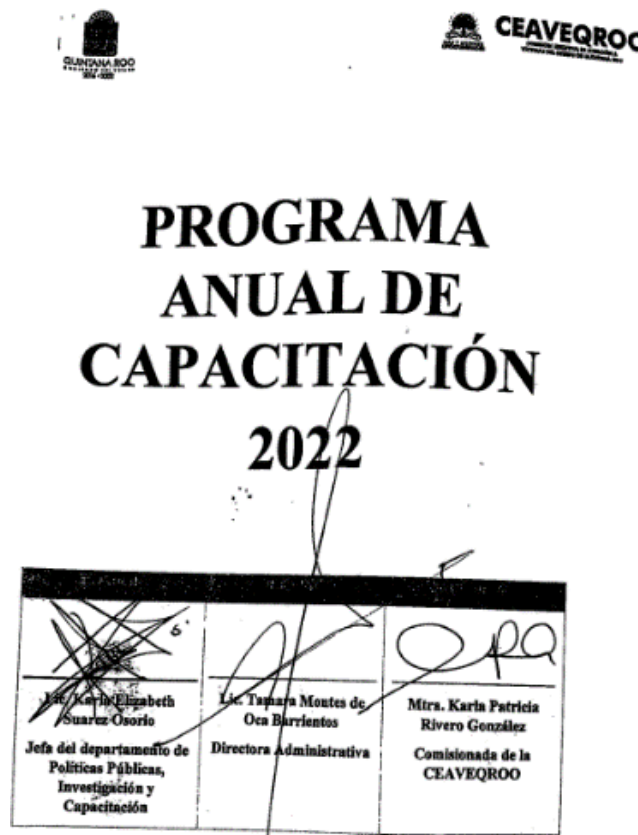 QUINTANA ROO
CEAVEQROO
PROGRAMA
ANUAL DE
CAPACITACIÓN
2022
Lic. Karla Elizabeth
Suarez Osorio
Jefa del departamento de
Políticas Públicas,
Investigación y
Capacitación
Lic. Tamara Montes de
Oca Barrientos
Directora Administrativa
Mtra. Karla Patricia
Rivero González
Comisionada de la
CEAVEQROO